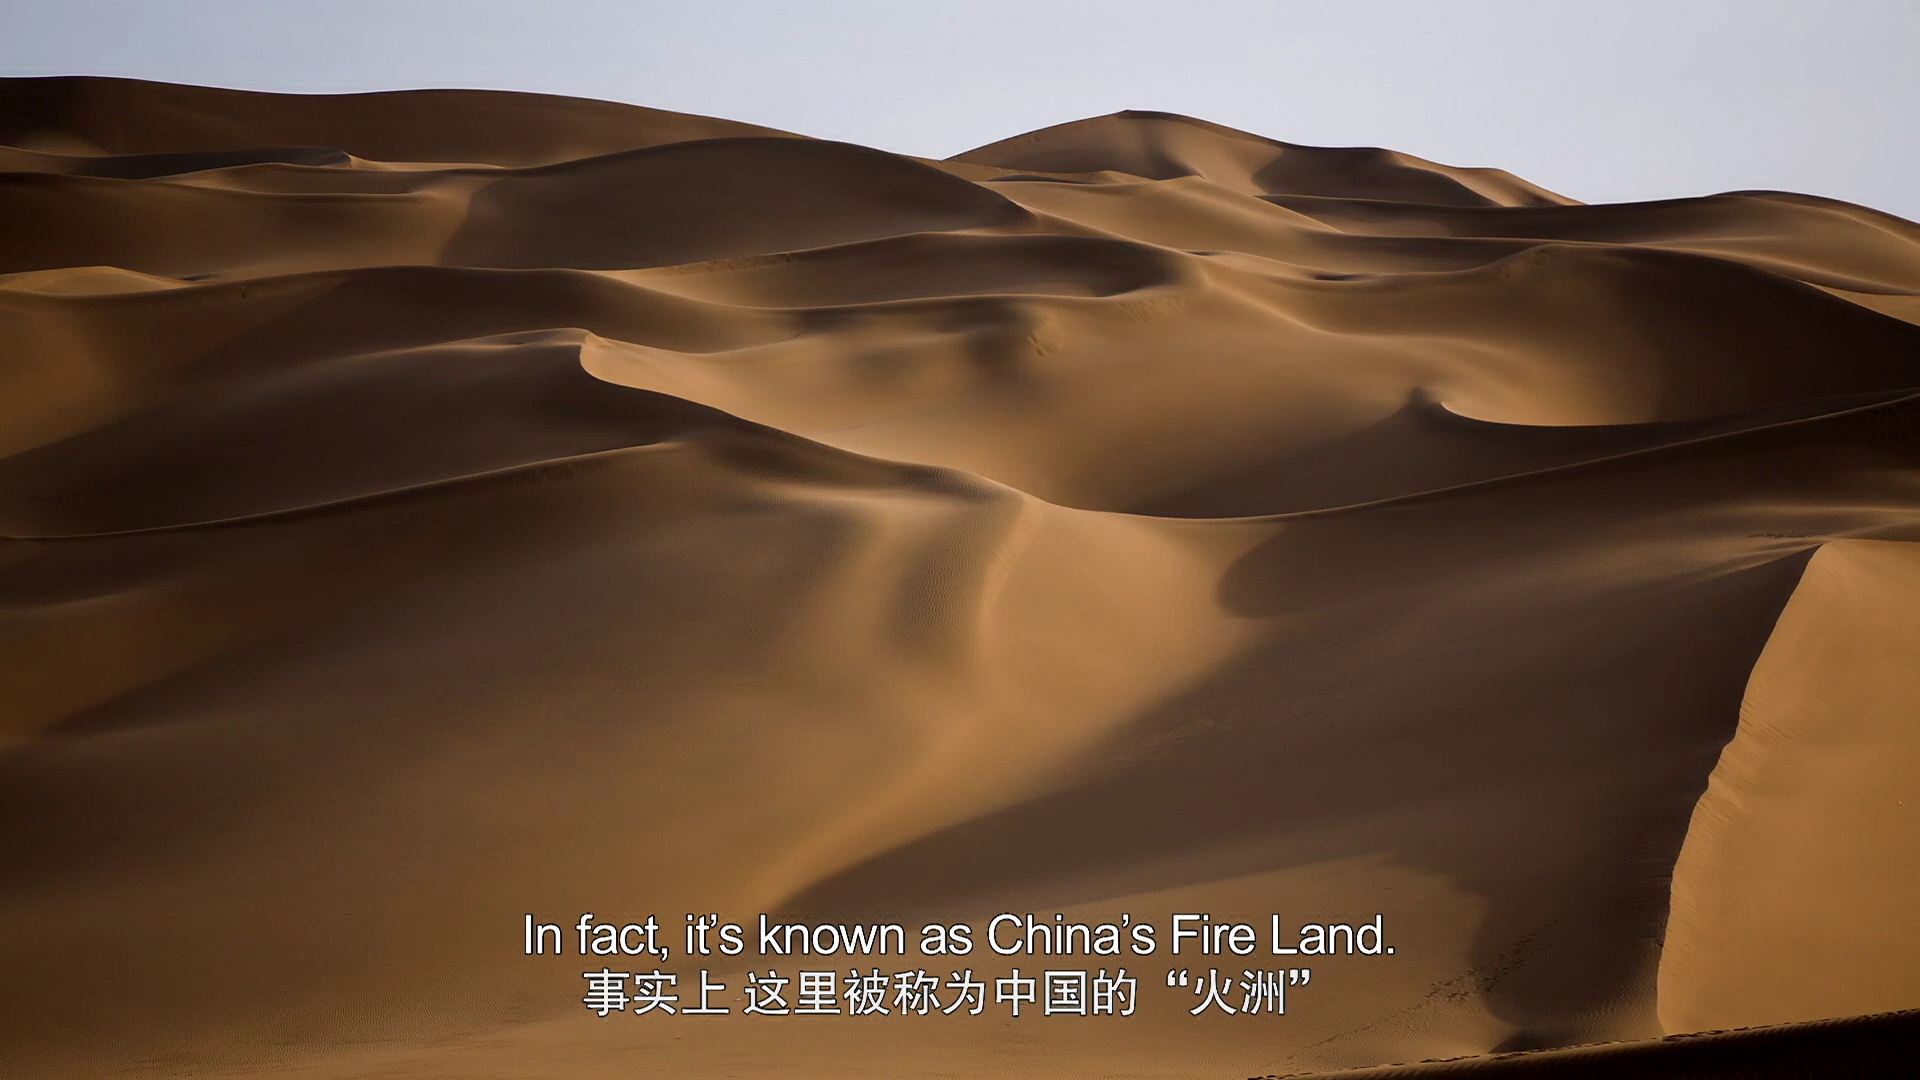 In fact, it's known as China's Fire Land.
事实上 这里被称为中国的“火洲”